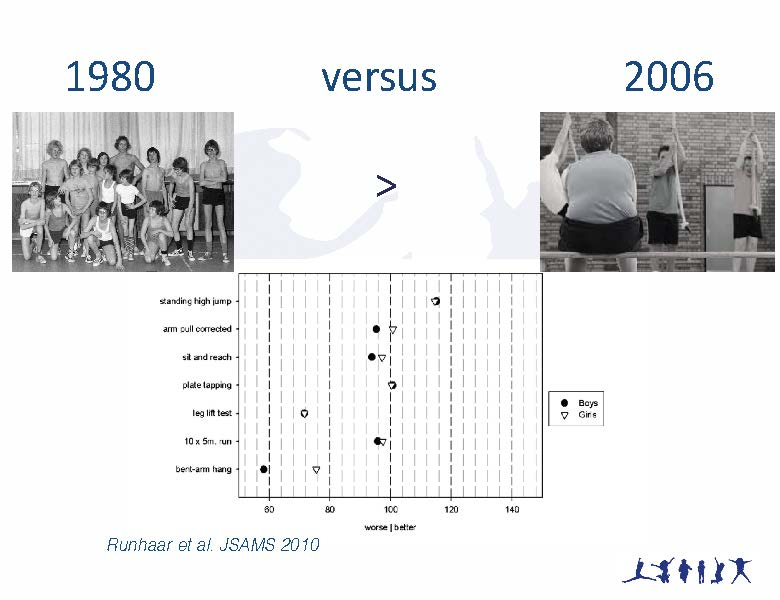 1980 versus 2006
>
standing high jump
arm pull corrected
sit and reach
plate tapping
leg lift test
10 x 5m. run
bent-arm hang
Boys
Girls
60 80 100 120 140
worse | better
Runhaar et al. JSAMS 2010